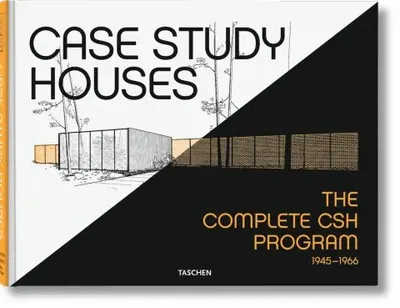 CASE STUDY
HOUSES
THE
COMPLETE CSH
PROGRAM
1945–1966
TASCHEN